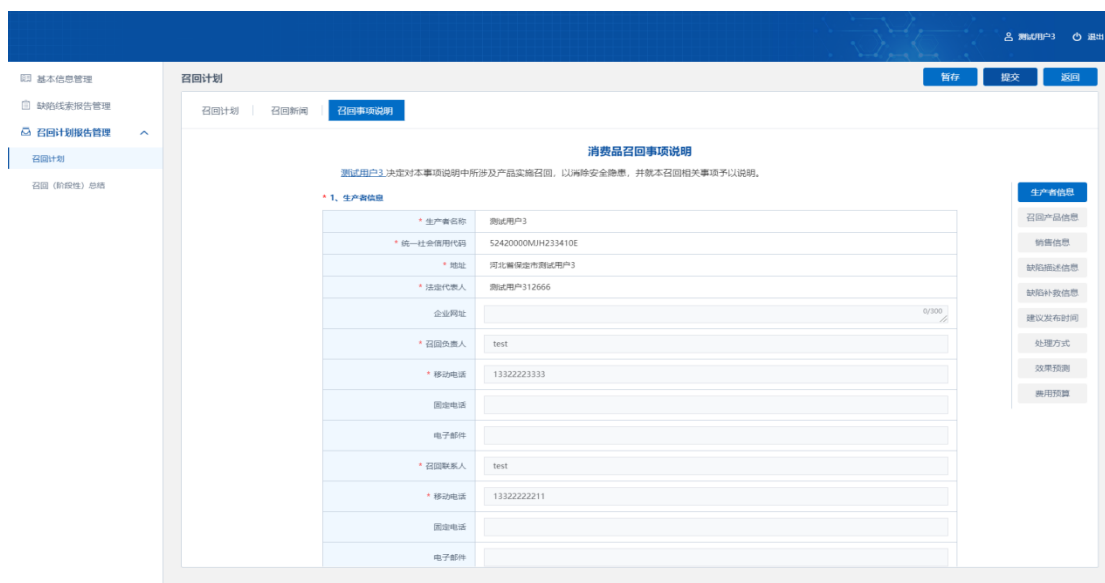 测试用户3 退出
基本信息管理
缺陷线索报告管理
召回计划报告管理
召回计划
召回（阶段性）总结
召回计划
暂存 提交 返回
召回计划 召回新闻 召回事项说明
消费品召回事项说明
测试用户3 决定对本事项说明中所涉及产品实施召回，以消除安全隐患，并就本召回相关事项予以说明。
* 1、生产者信息
* 生产者名称 测试用户3
* 统一社会信用代码 52420000MJH233410E
* 地址 河北省保定市测试用户3
* 法定代表人 测试用户312666
企业网址 0/300
* 召回负责人 test
* 移动电话 13322223333
固定电话
电子邮件
* 召回联系人 test
* 移动电话 13322222211
固定电话
电子邮件
生产者信息
召回产品信息
销售信息
缺陷描述信息
缺陷补救信息
建议发布时间
处理方式
效果预测
费用预算